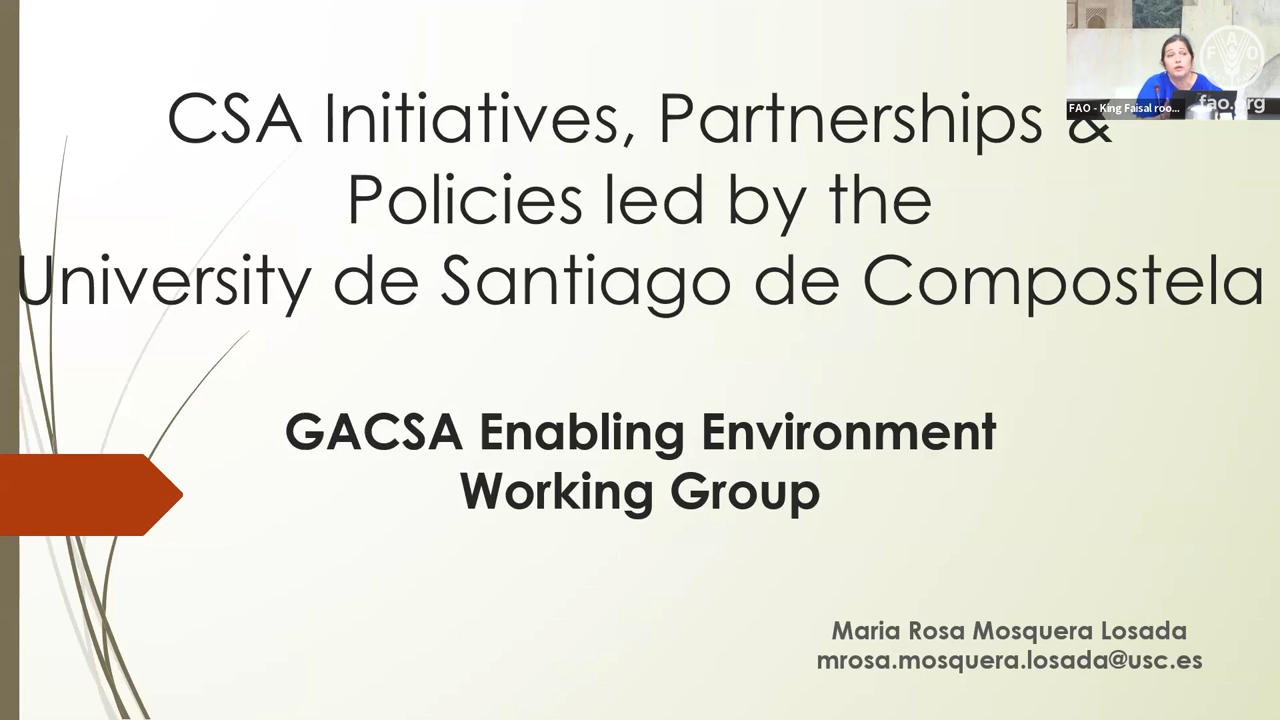 CSA Initiatives, Partnerships &
Policies led by the
University de Santiago de Compostela
GACSA Enabling Environment
Working Group
Maria Rosa Mosquera Losada
mrosa.mosquera.losada@usc.es
FAO
fao.org
FAO - King Faisal roo...